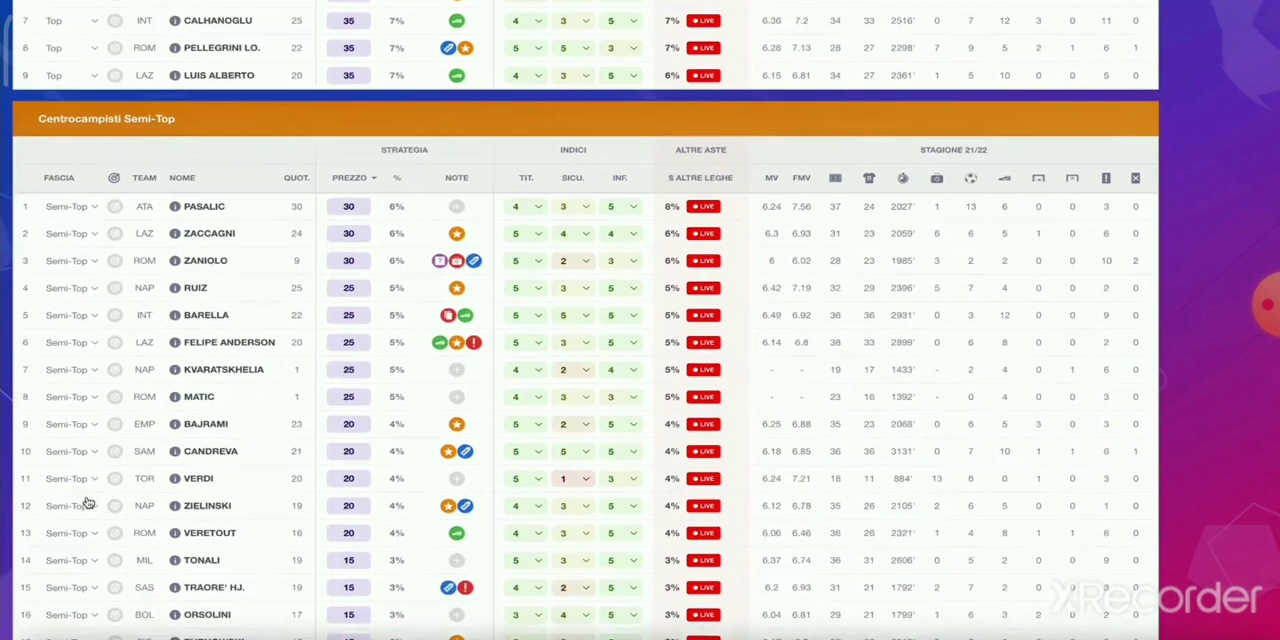 7 Top INT CALHANOGLU 25 35 7% 4 3 5 7% LIVE 6.36 7.2 34 33 2516' 0 7 12 3 0 11 0
8 Top ROM PELLEGRINI LO. 22 35 7% 5 5 3 7% LIVE 6.28 7.13 28 27 2298' 7 9 5 2 1 6 1
9 Top LAZ LUIS ALBERTO 20 35 7% 4 3 5 6% LIVE 6.15 6.81 34 27 2361' 1 5 10 0 0 5 0
Centrocampisti Semi-Top
STRATEGIA INDICI ALTRE ASTE STAGIONE 21/22
FASCIA TEAM NOME QUOT. PREZZO % NOTE TIT. SICU. INF. $ ALTRE LEGHE MV FMV
1 Semi-Top ATA PASALIC 30 30 6% 4 3 5 8% LIVE 6.24 7.56 37 24 2027' 1 13 6 0 0 3 0
2 Semi-Top LAZ ZACCAGNI 24 30 6% 5 4 4 6% LIVE 6.3 6.93 31 23 2059' 6 6 5 1 0 6 0
3 Semi-Top ROM ZANIOLO 9 30 6% 5 2 3 6% LIVE 6 6.02 28 23 1985' 3 2 2 0 0 10 2
4 Semi-Top NAP RUIZ 25 25 5% 5 3 5 5% LIVE 6.42 7.19 32 29 2396' 5 7 4 0 0 2 0
5 Semi-Top INT BARELLA 22 25 5% 5 5 5 5% LIVE 6.49 6.92 36 36 2931' 0 3 12 0 0 9 0
6 Semi-Top LAZ FELIPE ANDERSON 20 25 5% 5 3 5 5% LIVE 6.14 6.8 38 33 2899' 0 6 8 0 0 2 0
7 Semi-Top NAP KVARATSKHELIA 1 25 5% 4 2 4 5% LIVE - - 19 17 1433' - 2 4 0 1 6 0
8 Semi-Top ROM MATIC 1 25 5% 4 3 3 5% LIVE - - 23 16 1392' - 0 4 0 0 3 0
9 Semi-Top EMP BAJRAMI 23 20 4% 5 2 5 4% LIVE 6.25 6.88 35 23 2068' 0 6 5 3 0 3 0
10 Semi-Top SAM CANDREVA 21 20 4% 5 5 5 4% LIVE 6.18 6.85 36 36 3131' 0 7 10 1 1 6 1
11 Semi-Top TOR VERDI 20 20 4% 5 1 3 4% LIVE 6.24 7.21 18 11 884' 13 6 0 1 0 3 0
12 Semi-Top NAP ZIELINSKI 19 20 4% 4 3 5 4% LIVE 6.12 6.78 35 26 2105' 2 6 5 0 0 1 0
13 Semi-Top ROM VERETOUT 16 20 4% 4 3 5 4% LIVE 6.06 6.46 36 26 2321' 1 4 8 1 1 6 0
14 Semi-Top MIL TONALI 19 15 3% 5 3 5 3% LIVE 6.37 6.74 36 31 2606' 0 5 3 0 0
15 Semi-Top SAS TRAORE' HJ. 19 15 3% 4 2 5 3% LIVE 6.2 6.93 31 21 1792' 2 7
16 Semi-Top BOL ORSOLINI 17 15 3% 3 4 5 3% LIVE 6.04 6.81 29 21 1799' 1 6 3 2
XRecorder